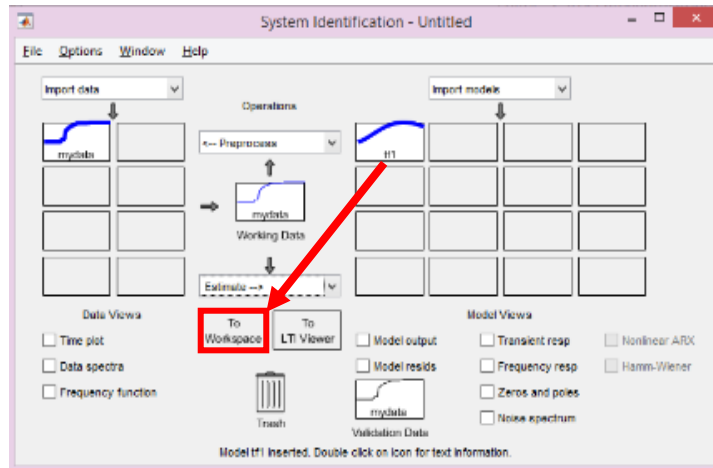 System Identification - Untitled
File Options Window Help
Import data
Import models
Operations
<-- Preprocess
mydata
tf1
mydata
Working Data
Estimate -->
Data Views
To Workspace
To LTI Viewer
Model Views
Time plot
Data spectra
Frequency function
Model output
Transient resp
Nonlinear ARX
Model resids
Frequency resp
Hamm-Wiener
Zeros and poles
Noise spectrum
mydata
Trash
Validation Data
Model tf1 inserted. Double click on icon for text information.